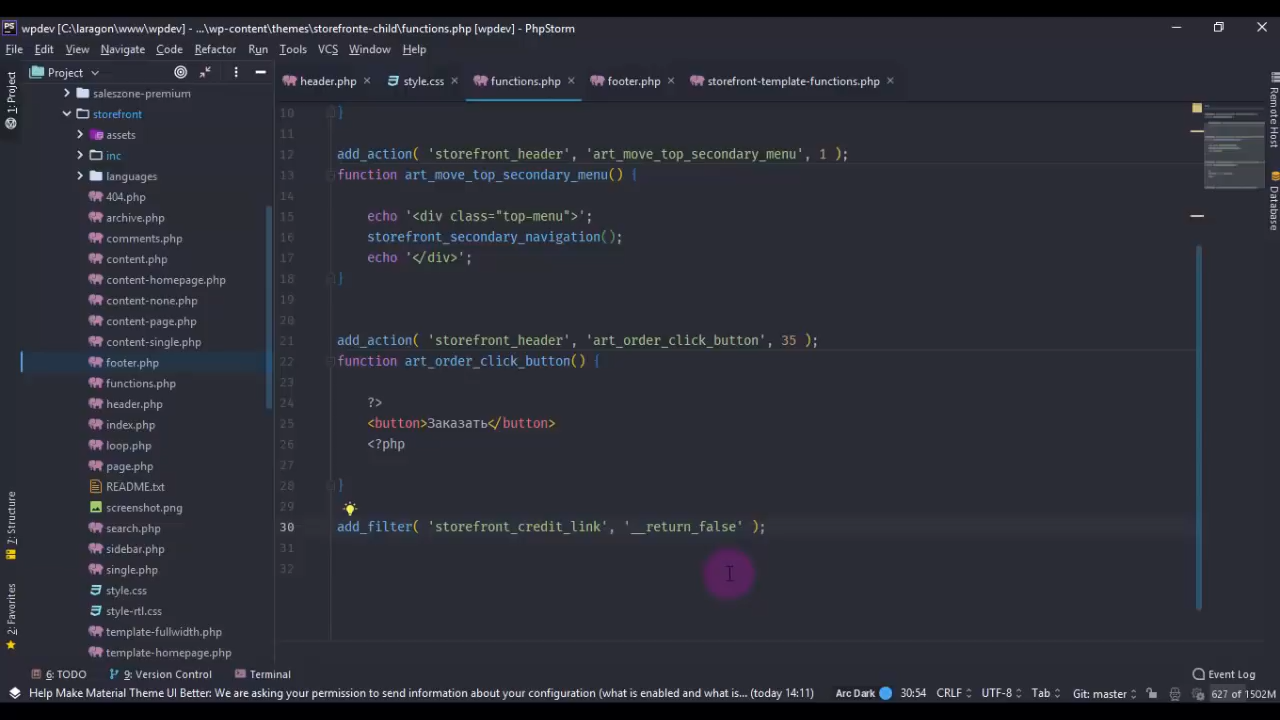 wpdev [C:\laragon\www\wpdev] - ...\wp-content\themes\storefronte-child\functions.php [wpdev] - PhpStorm
File Edit View Navigate Code Refactor Run Tools VCS Window Help
Project
header.php style.css functions.php footer.php storefront-template-functions.php
1: Project
7: Structure
2: Favorites
Remote Host
Database
saleszone-premium
storefront
assets
inc
languages
404.php
archive.php
comments.php
content.php
content-homepage.php
content-none.php
content-page.php
content-single.php
footer.php
functions.php
header.php
index.php
loop.php
page.php
README.txt
screenshot.png
search.php
sidebar.php
single.php
style.css
style-rtl.css
template-fullwidth.php
template-homepage.php
10 }
11
12 add_action( 'storefront_header', 'art_move_top_secondary_menu', 1 );
13 function art_move_top_secondary_menu() {
14
15 echo '<div class="top-menu">';
16 storefront_secondary_navigation();
17 echo '</div>';
18 }
19
20
21 add_action( 'storefront_header', 'art_order_click_button', 35 );
22 function art_order_click_button() {
23
24 ?>
25 <button>Заказать</button>
26 <?php
27
28 }
29
30 add_filter( 'storefront_credit_link', '__return_false' );
31
32
6: TODO 9: Version Control Terminal Event Log
Help Make Material Theme UI Better: We are asking your permission to send information about your configuration (what is enabled and what is... (today 14:11) Arc Dark 30:54 CRLF UTF-8 Tab Git: master 627 of 1502M